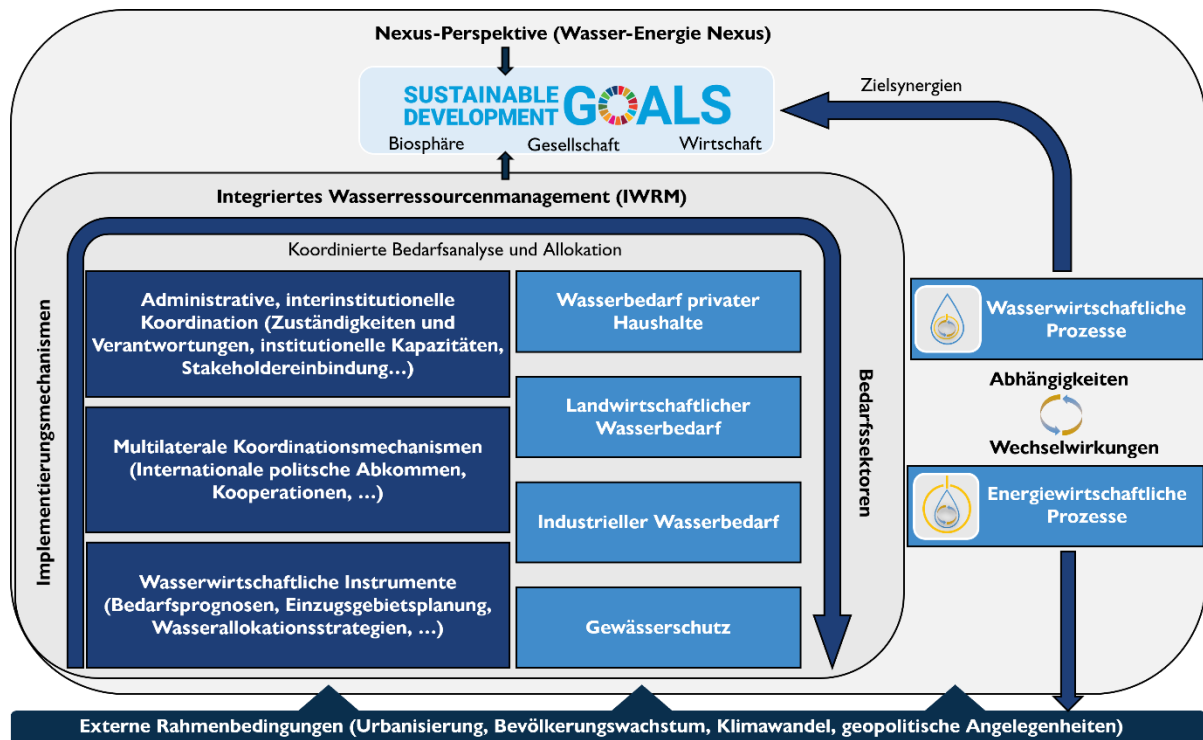 Nexus-Perspektive (Wasser-Energie Nexus)
SUSTAINABLE
DEVELOPMENT
GOALS
Biosphäre
Gesellschaft
Wirtschaft
Zielsynergien
Integriertes Wasserressourcenmanagement (IWRM)
Koordinierte Bedarfsanalyse und Allokation
Implementierungsmechanismen
Administrative, interinstitutionelle
Koordination (Zuständigkeiten und
Verantwortungen, institutionelle Kapazitäten,
Stakeholdereinbindung…)
Multilaterale Koordinationsmechanismen
(Internationale politsche Abkommen,
Kooperationen, …)
Wasserwirtschaftliche Instrumente
(Bedarfsprognosen, Einzugsgebietsplanung,
Wasserallokationsstrategien, …)
Wasserbedarf privater
Haushalte
Landwirtschaftlicher
Wasserbedarf
Industrieller Wasserbedarf
Gewässerschutz
Bedarfssektoren
Wasserwirtschaftliche
Prozesse
Abhängigkeiten
Wechselwirkungen
Energiewirtschaftliche
Prozesse
Externe Rahmenbedingungen (Urbanisierung, Bevölkerungswachstum, Klimawandel, geopolitische Angelegenheiten)